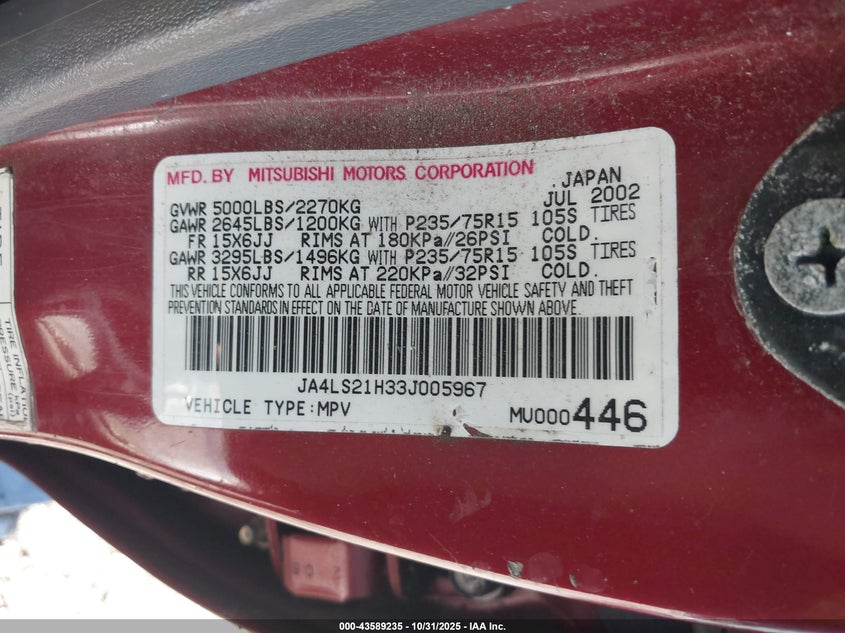 MFD. BY MITSUBISHI MOTORS CORPORATION
JAPAN
GVWR 5000LBS/2270KG JUL 2002
GAWR 2645LBS/1200KG WITH P235/75R15 105S TIRES
FR 15X6JJ RIMS AT 180KPa//26PSI COLD.
GAWR 3295LBS/1496KG WITH P235/75R15 105S TIRES
RR 15X6JJ RIMS AT 220KPa//32PSI COLD.
THIS VEHICLE CONFORMS TO ALL APPLICABLE FEDERAL MOTOR VEHICLE SAFETY AND THEFT
PREVENTION STANDARDS IN EFFECT ON THE DATE OF MANUFACTURE SHOWN ABOVE.
JA4LS21H33J005967
VEHICLE TYPE:MPV MU000446
TIRE INFLATION
PRESSURE
000-43589235 - 10/31/2025 - IAA Inc.